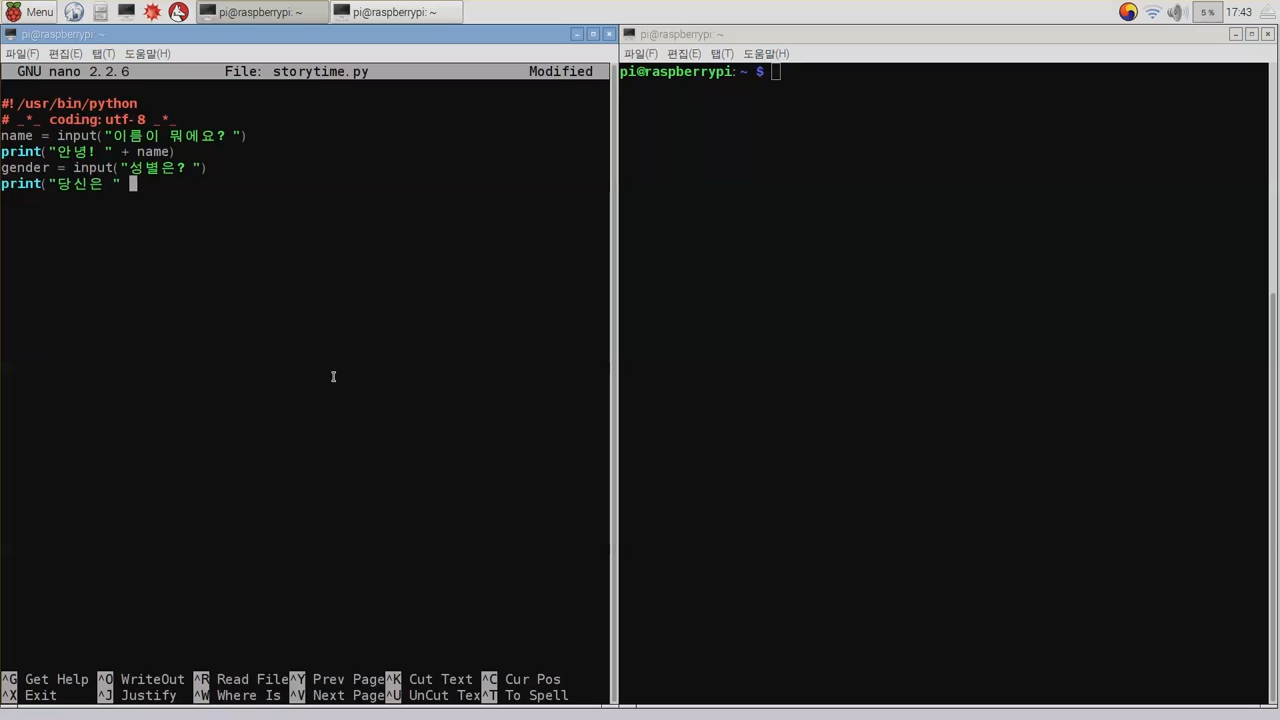 Menu pi@raspberrypi: ~ pi@raspberrypi: ~ 5 % 17:43
pi@raspberrypi: ~
파일(F) 편집(E) 탭(T) 도움말(H)
GNU nano 2.2.6 File: storytime.py Modified
#!/usr/bin/python
# _*_ coding:utf-8 _*_
name = input("이름이 뭐에요? ")
print("안녕! " + name)
gender = input("성별은? ")
print("당신은 "
^G Get Help ^O WriteOut ^R Read File ^Y Prev Page ^K Cut Text ^C Cur Pos
^X Exit ^J Justify ^W Where Is ^V Next Page ^U UnCut Tex ^T To Spell
pi@raspberrypi: ~
파일(F) 편집(E) 탭(T) 도움말(H)
pi@raspberrypi:~ $